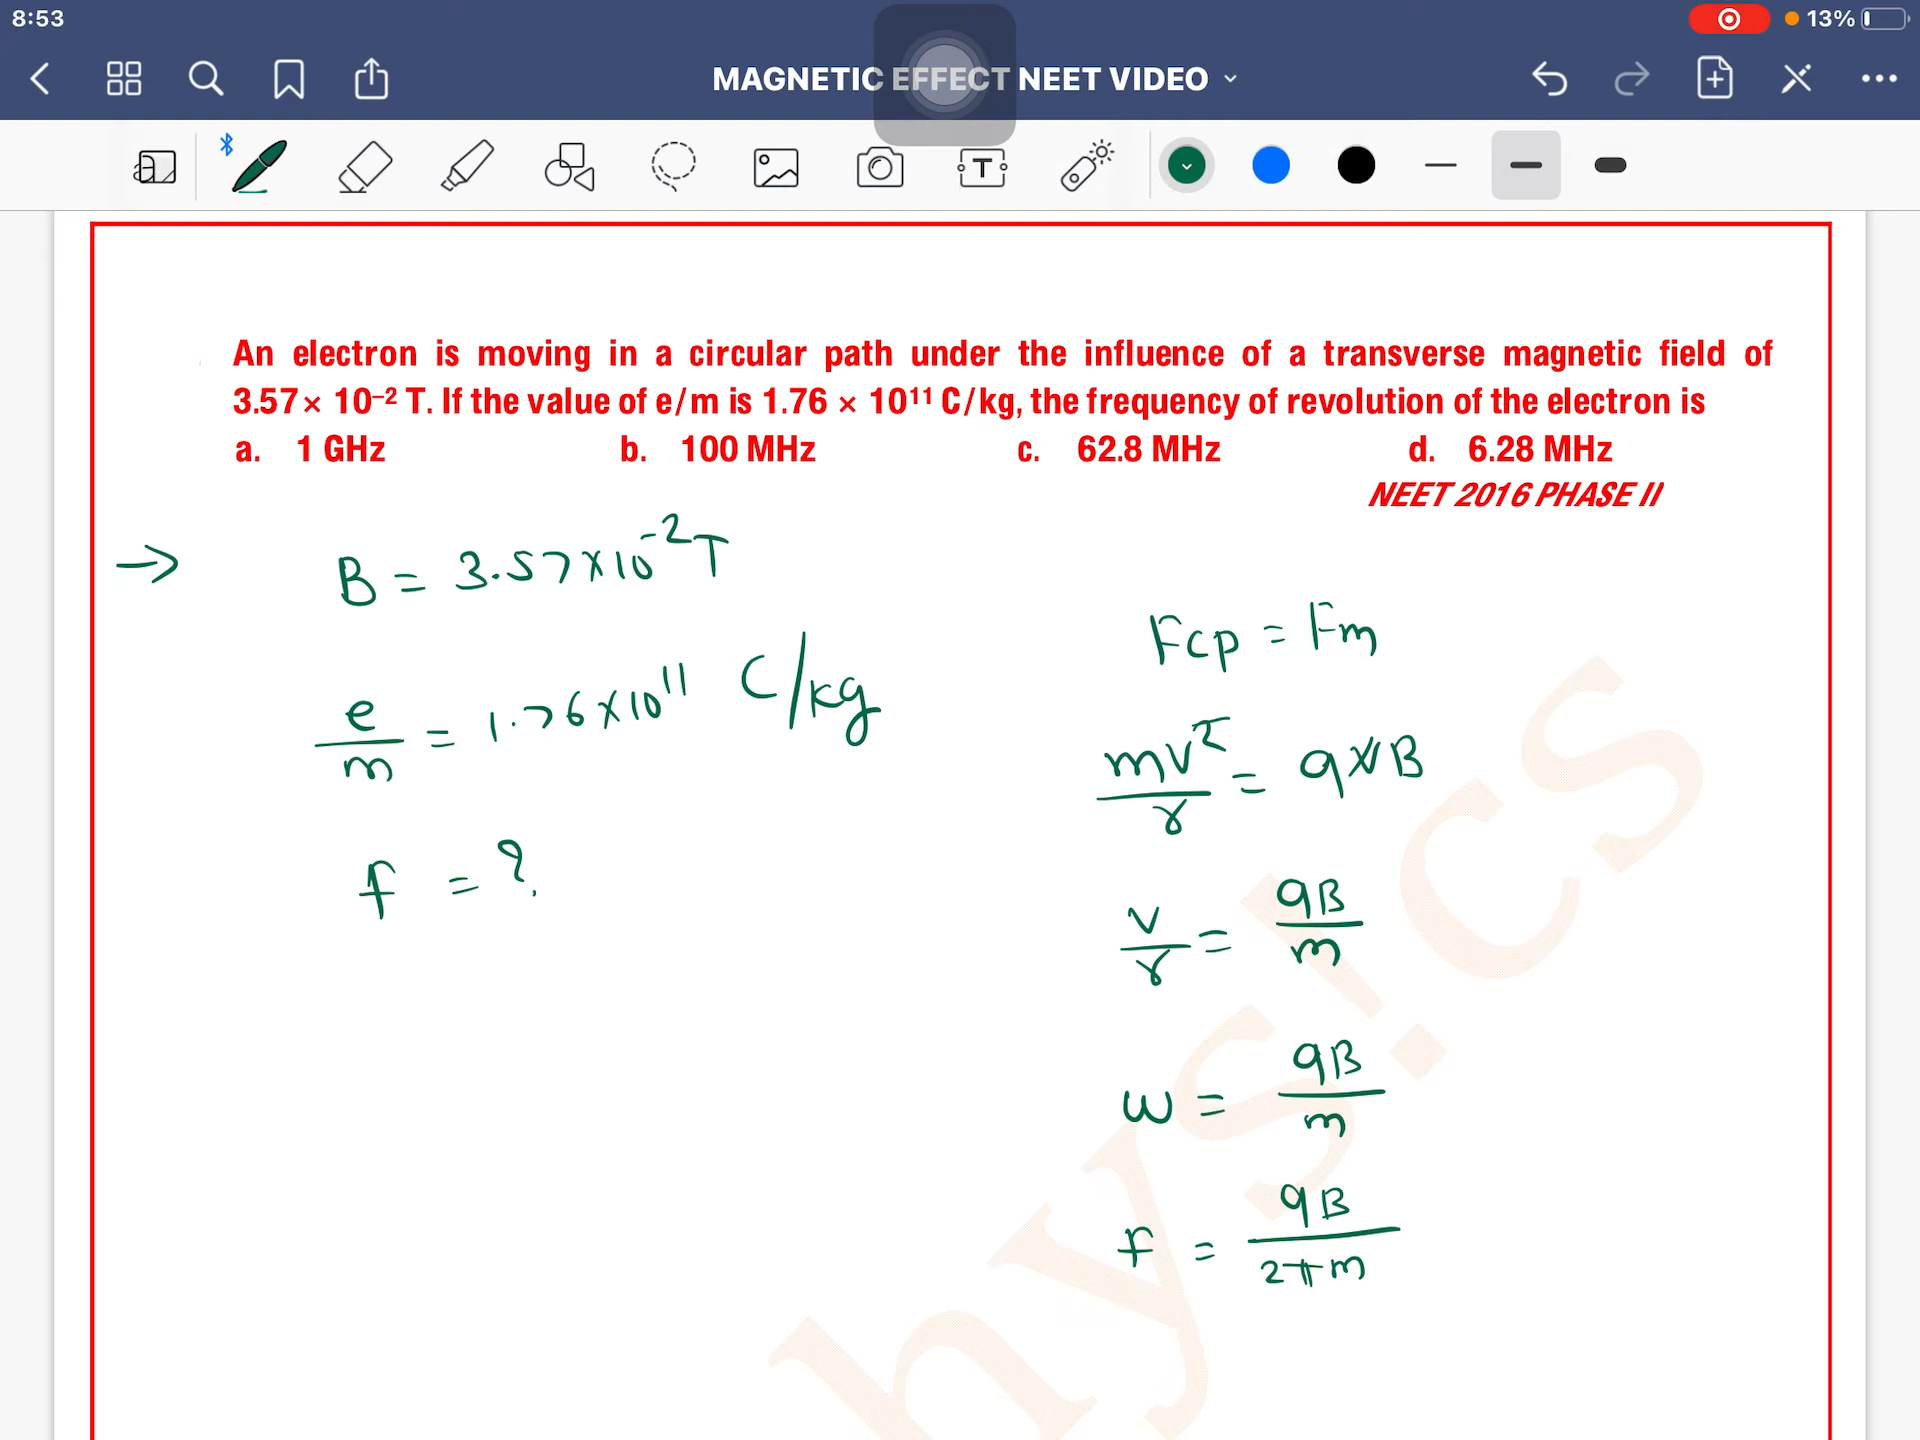 8:53
13%
MAGNETIC EFFECT NEET VIDEO
An electron is moving in a circular path under the influence of a transverse magnetic field of
3.57× 10⁻² T. If the value of e/m is 1.76 × 10¹¹ C/kg, the frequency of revolution of the electron is
a. 1 GHz b. 100 MHz c. 62.8 MHz d. 6.28 MHz
NEET 2016 PHASE II
→ B = 3.57×10⁻² T
e/m = 1.76×10¹¹ C/kg
f = ?
Fcp = Fm
mv²/r = qvB
v/r = qB/m
ω = qB/m
f = qB/2πm
hys!cs